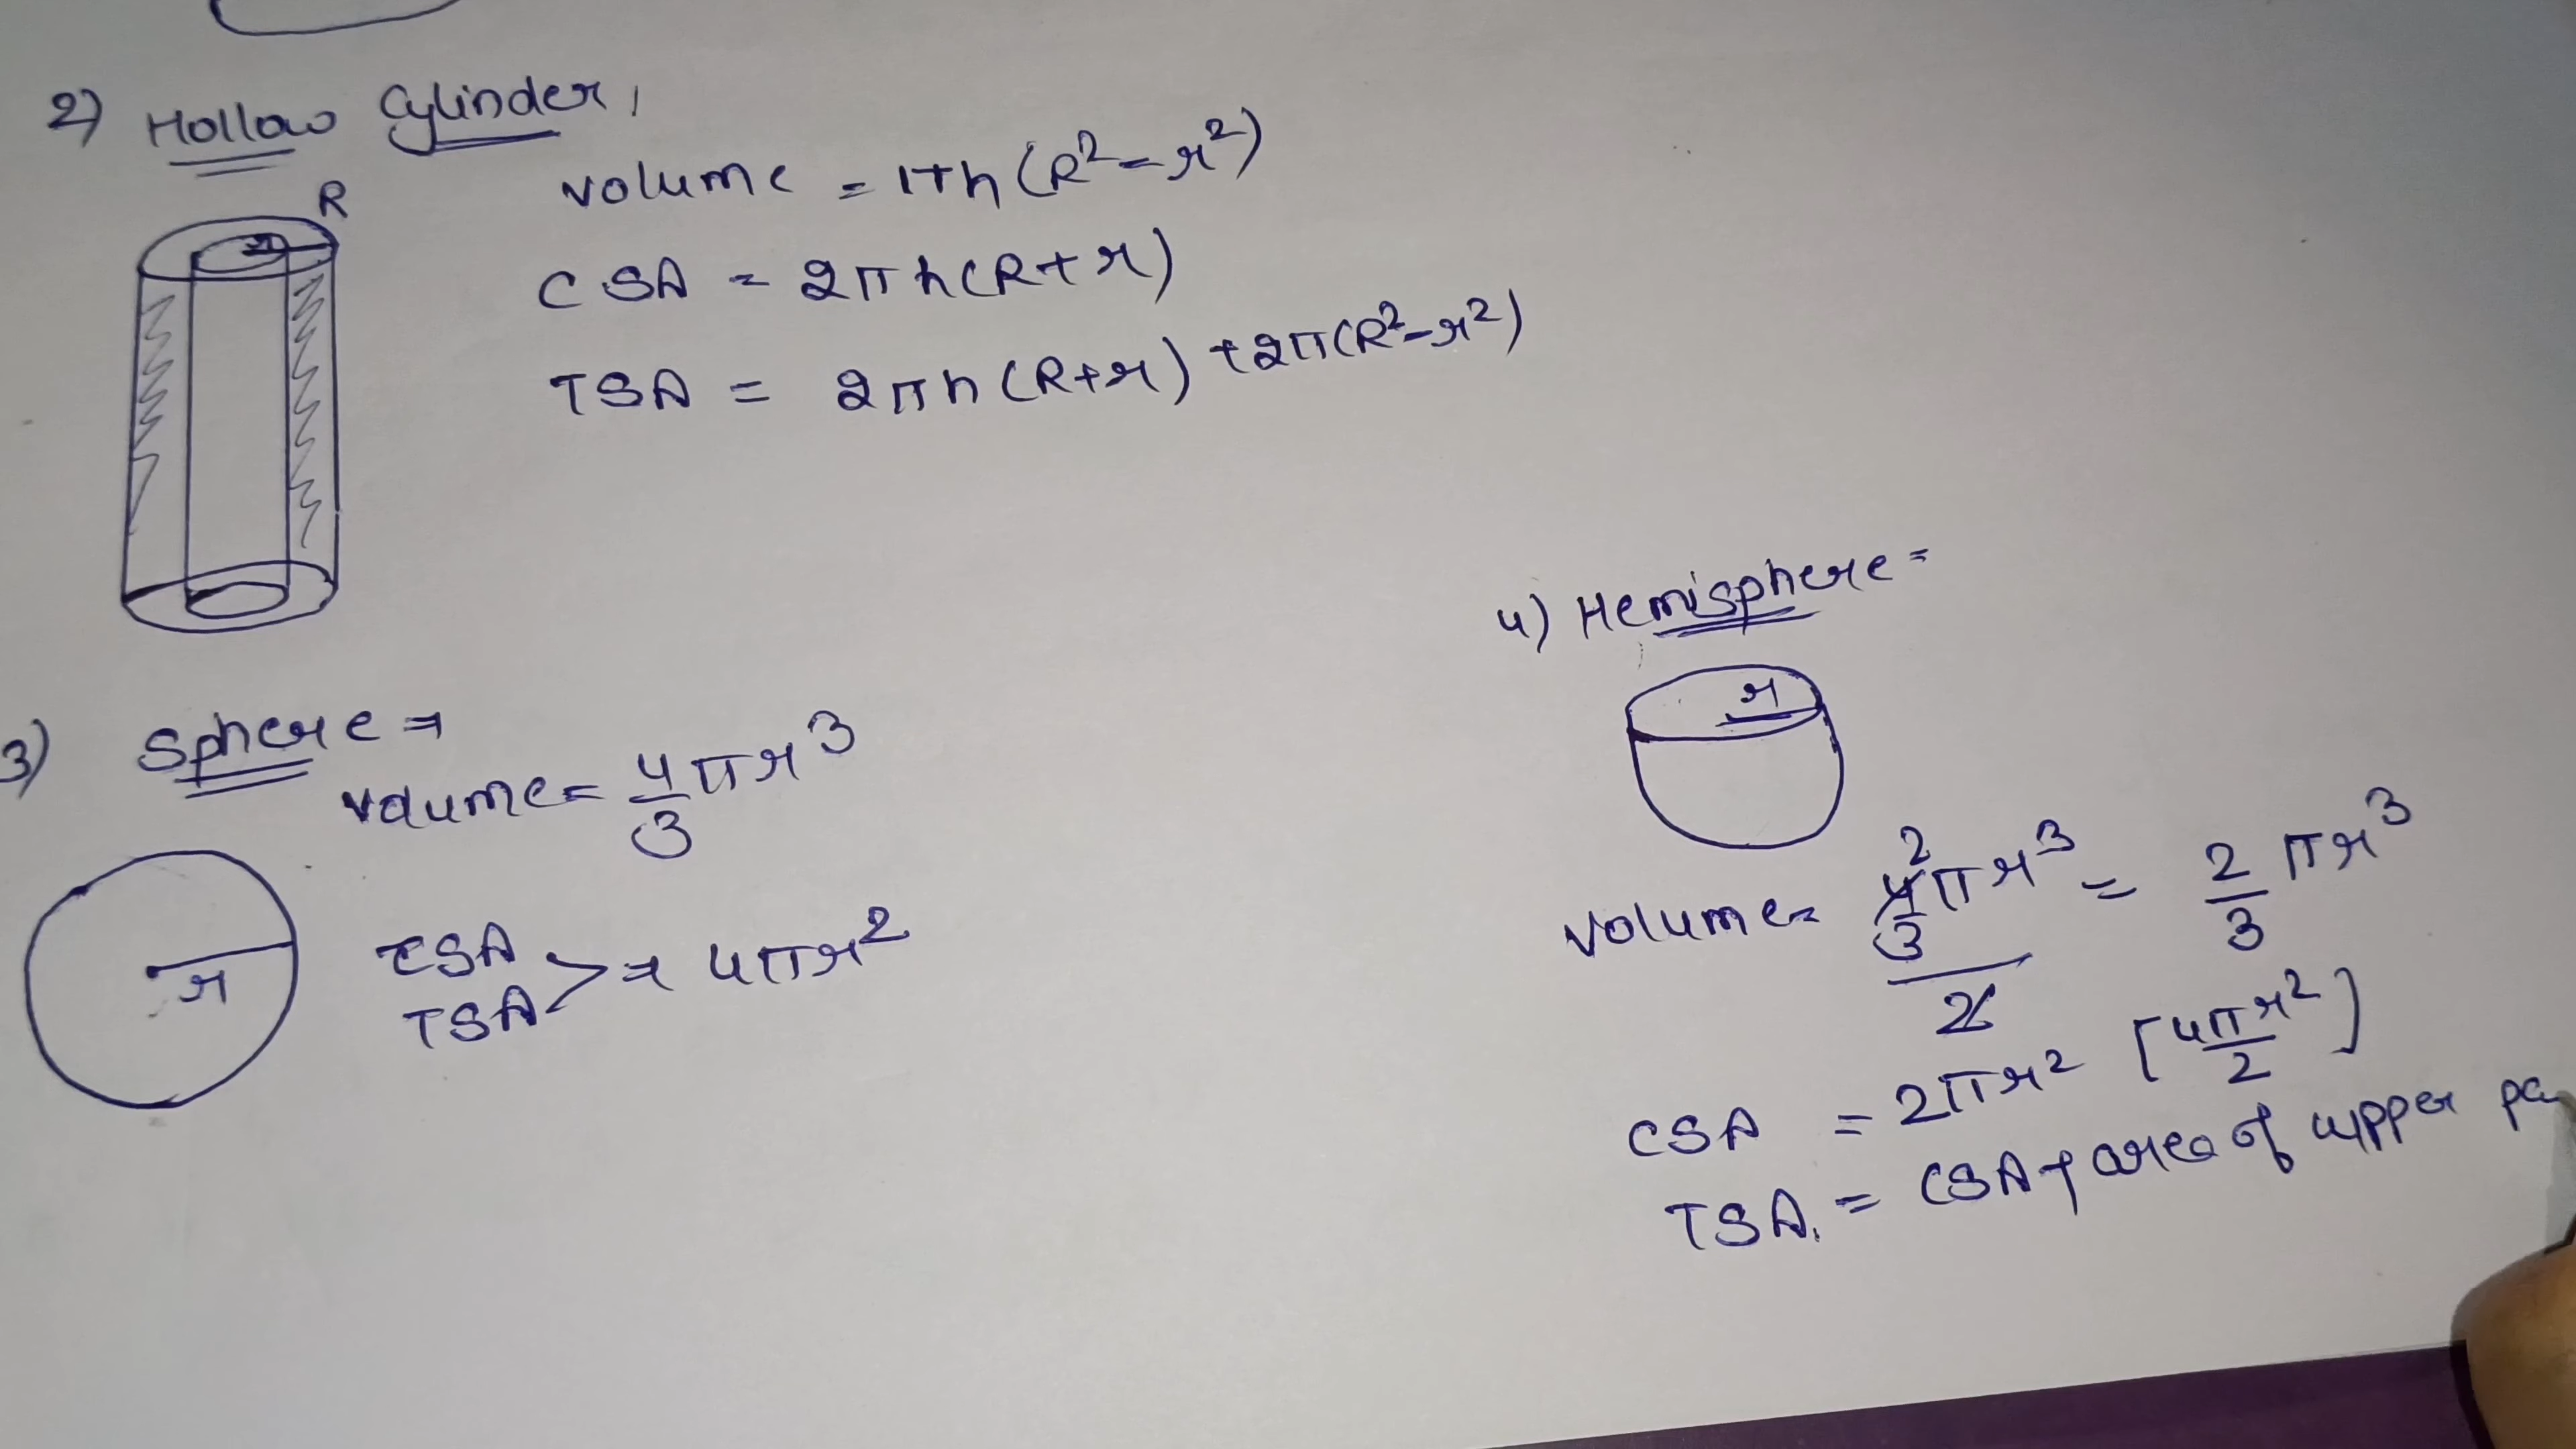 2) Hollow Cylinder,
R
r
Volume = πh(R²-r²)
CSA = 2πh(R+r)
TSA = 2πh(R+r)+2π(R²-r²)
3) Sphere ⇒
Volume = 4/3 πr³
r
CSA
TSA > ⇒ 4πr²
4) Hemisphere =
r
Volume = 2 4/3 πr³ / 2 = 2/3 πr³
CSA = 2πr² [4πr²/2]
TSA. = CSA + area of upper